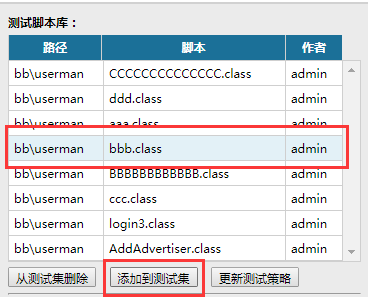 测试脚本库：
路径 脚本 作者
bb\userman CCCCCCCCCCCCCC.class admin
bb\userman ddd.class admin
bb\userman aaa.class admin
bb\userman bbb.class admin
bb\userman BBBBBBBBBBBB.class admin
bb\userman ccc.class admin
bb\userman login3.class admin
bb\userman AddAdvertiser.class admin
从测试集删除 添加到测试集 更新测试策略